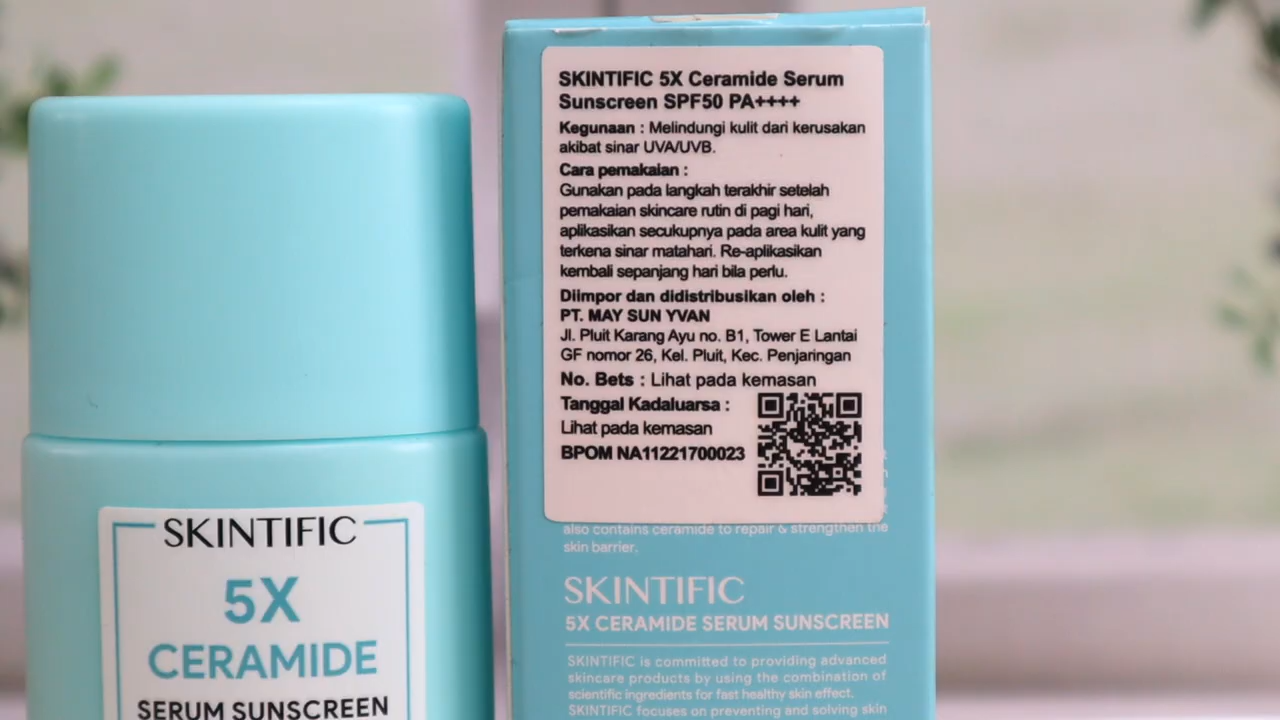 SKINTIFIC
5X
CERAMIDE
SERUM SUNSCREEN
SKINTIFIC 5X Ceramide Serum
Sunscreen SPF50 PA++++
Kegunaan : Melindungi kulit dari kerusakan
akibat sinar UVA/UVB.
Cara pemakaian :
Gunakan pada langkah terakhir setelah
pemakaian skincare rutin di pagi hari,
aplikasikan secukupnya pada area kulit yang
terkena sinar matahari. Re-aplikasikan
kembali sepanjang hari bila perlu.
Diimpor dan didistribusikan oleh :
PT. MAY SUN YVAN
Jl. Pluit Karang Ayu no. B1, Tower E Lantai
GF nomor 26, Kel. Pluit, Kec. Penjaringan
No. Bets : Lihat pada kemasan
Tanggal Kadaluarsa :
Lihat pada kemasan
BPOM NA11221700023
also contains ceramide to repair & strengthen the
skin barrier.
SKINTIFIC
5X CERAMIDE SERUM SUNSCREEN
SKINTIFIC is committed to providing advanced
skincare products by using the combination of
scientific ingredients for fast healthy skin effect.
SKINTIFIC focuses on preventing and solving skin